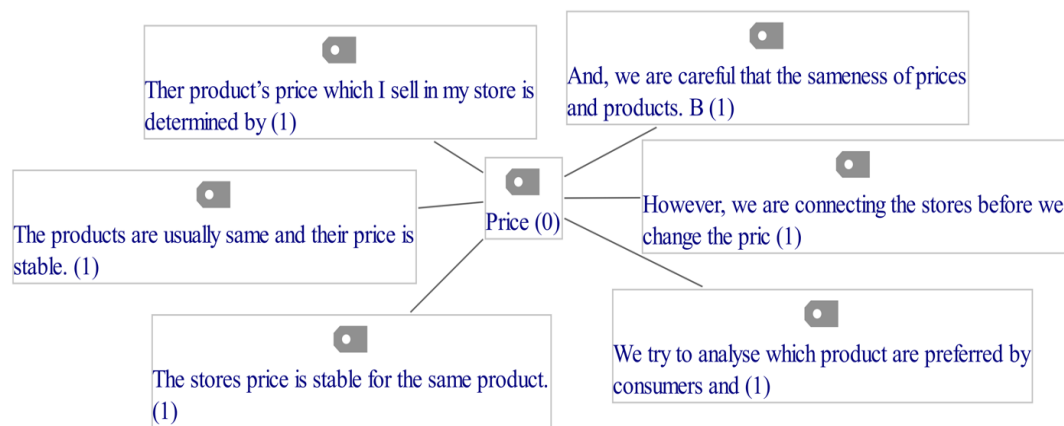 Ther product’s price which I sell in my store is
determined by (1)
And, we are careful that the sameness of prices
and products. B (1)
The products are usually same and their price is
stable. (1)
Price (0)
However, we are connecting the stores before we
change the pric (1)
The stores price is stable for the same product.
(1)
We try to analyse which product are preferred by
consumers and (1)